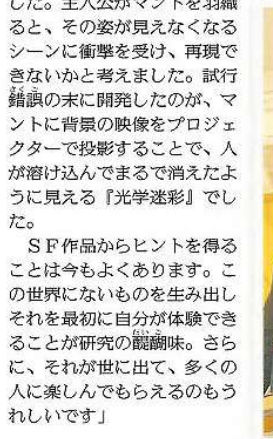 した。主人公がマントを羽織
ると、その姿が見えなくなる
シーンに衝撃を受け、再現で
きないかと考えました。試行
錯誤の末に開発したのが、マ
ントに背景の映像をプロジェ
クターで投影することで、人
が溶け込んでまるで消えたよ
うに見える『光学迷彩』でし
た。
　ＳＦ作品からヒントを得る
ことは今もよくあります。こ
の世界にないものを生み出し
それを最初に自分が体験でき
ることが研究の醍醐味。さら
に、それが世に出て、多くの
人に楽しんでもらえるのもう
れしいです」